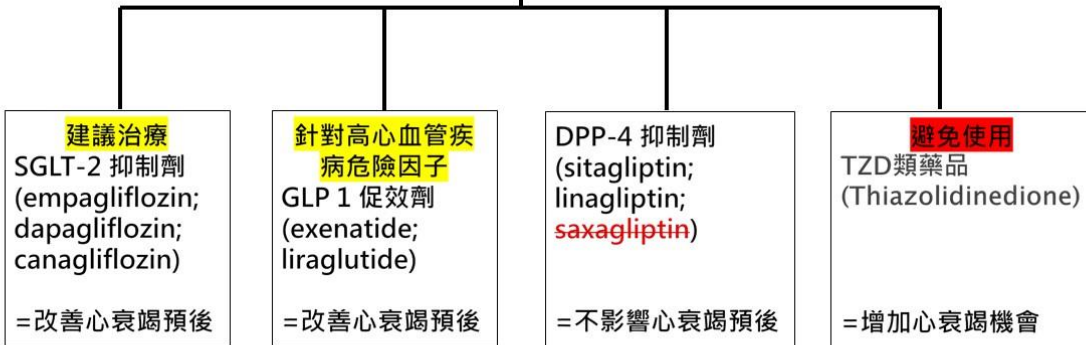 建議治療
SGLT-2 抑制劑
(empagliflozin;
dapagliflozin;
canagliflozin)
=改善心衰竭預後
針對高心血管疾
病危險因子
GLP 1 促效劑
(exenatide;
liraglutide)
=改善心衰竭預後
DPP-4 抑制劑
(sitagliptin;
linagliptin;
saxagliptin)
=不影響心衰竭預後
避免使用
TZD類藥品
(Thiazolidinedione)
=增加心衰竭機會